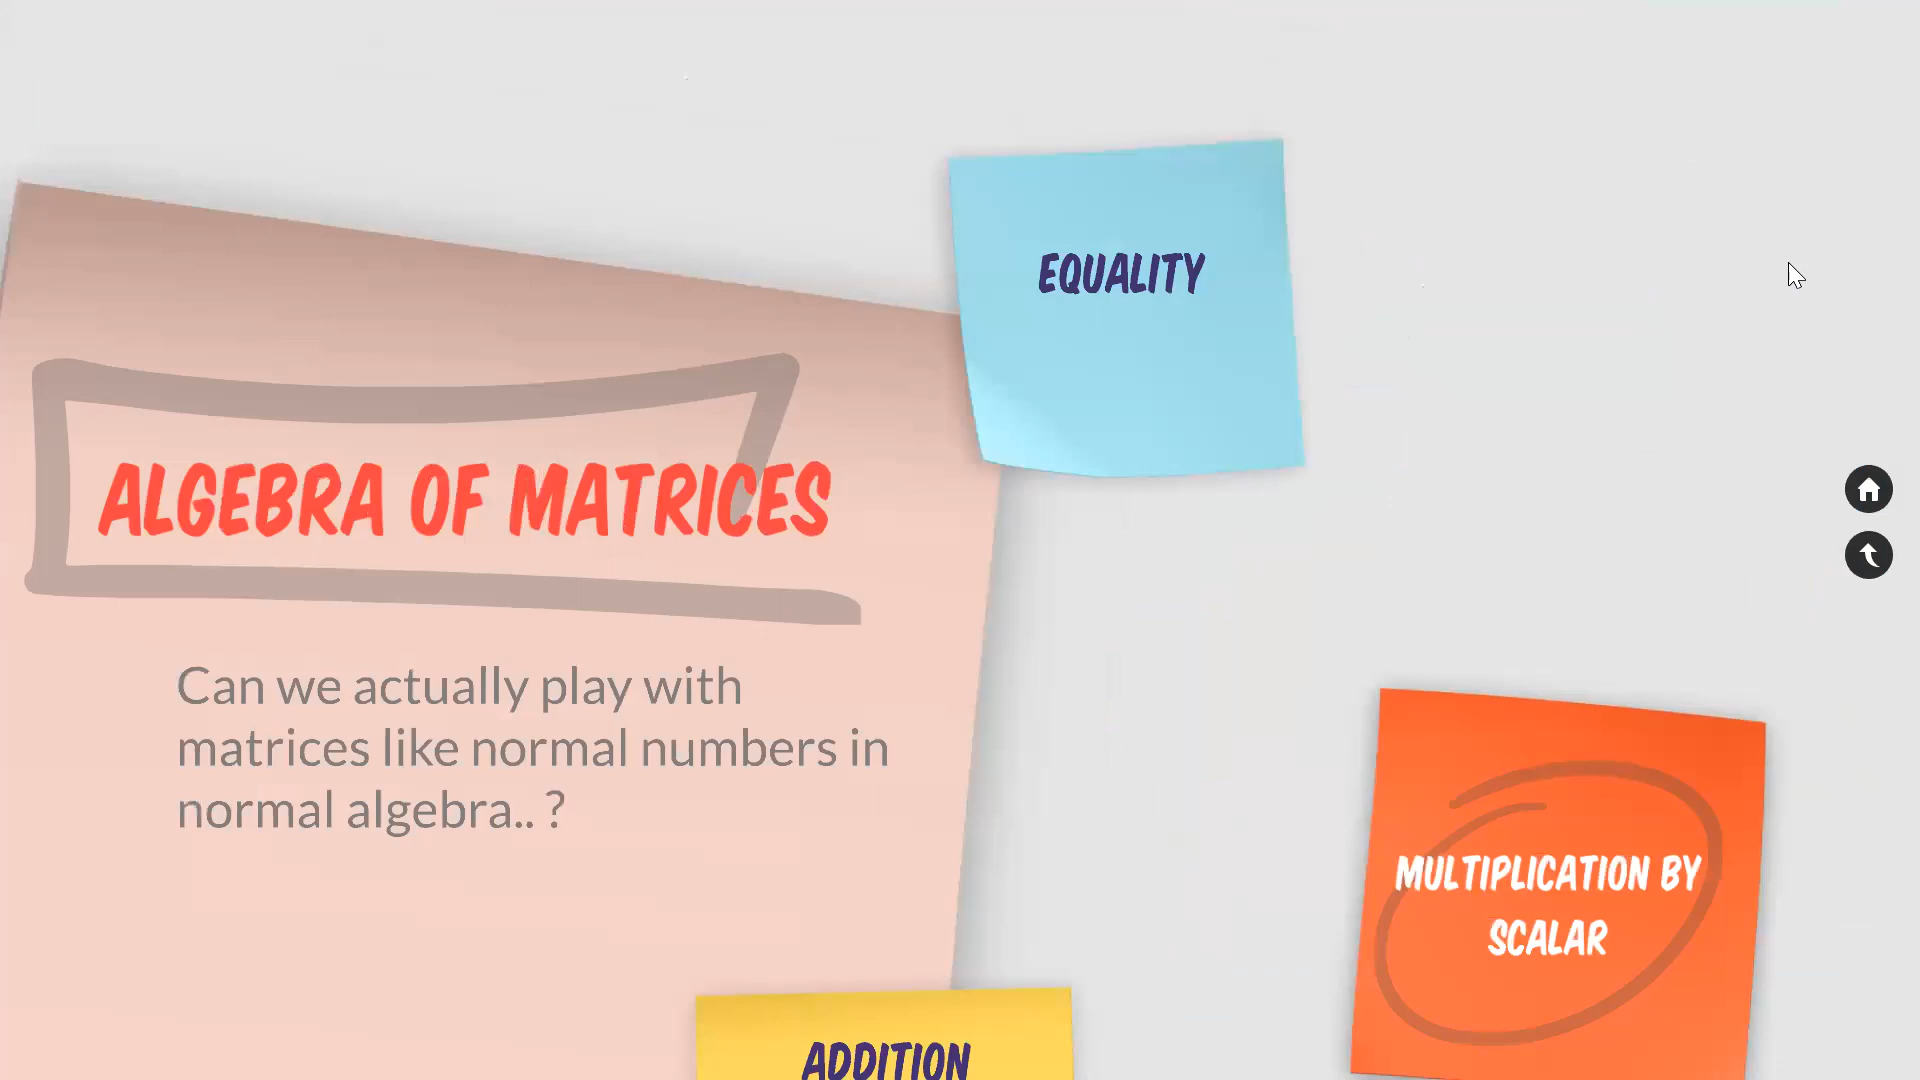 EQUALITY
ALGEBRA OF MATRICES
Can we actually play with
matrices like normal numbers in
normal algebra.. ?
MULTIPLICATION BY
SCALAR
ADDITION